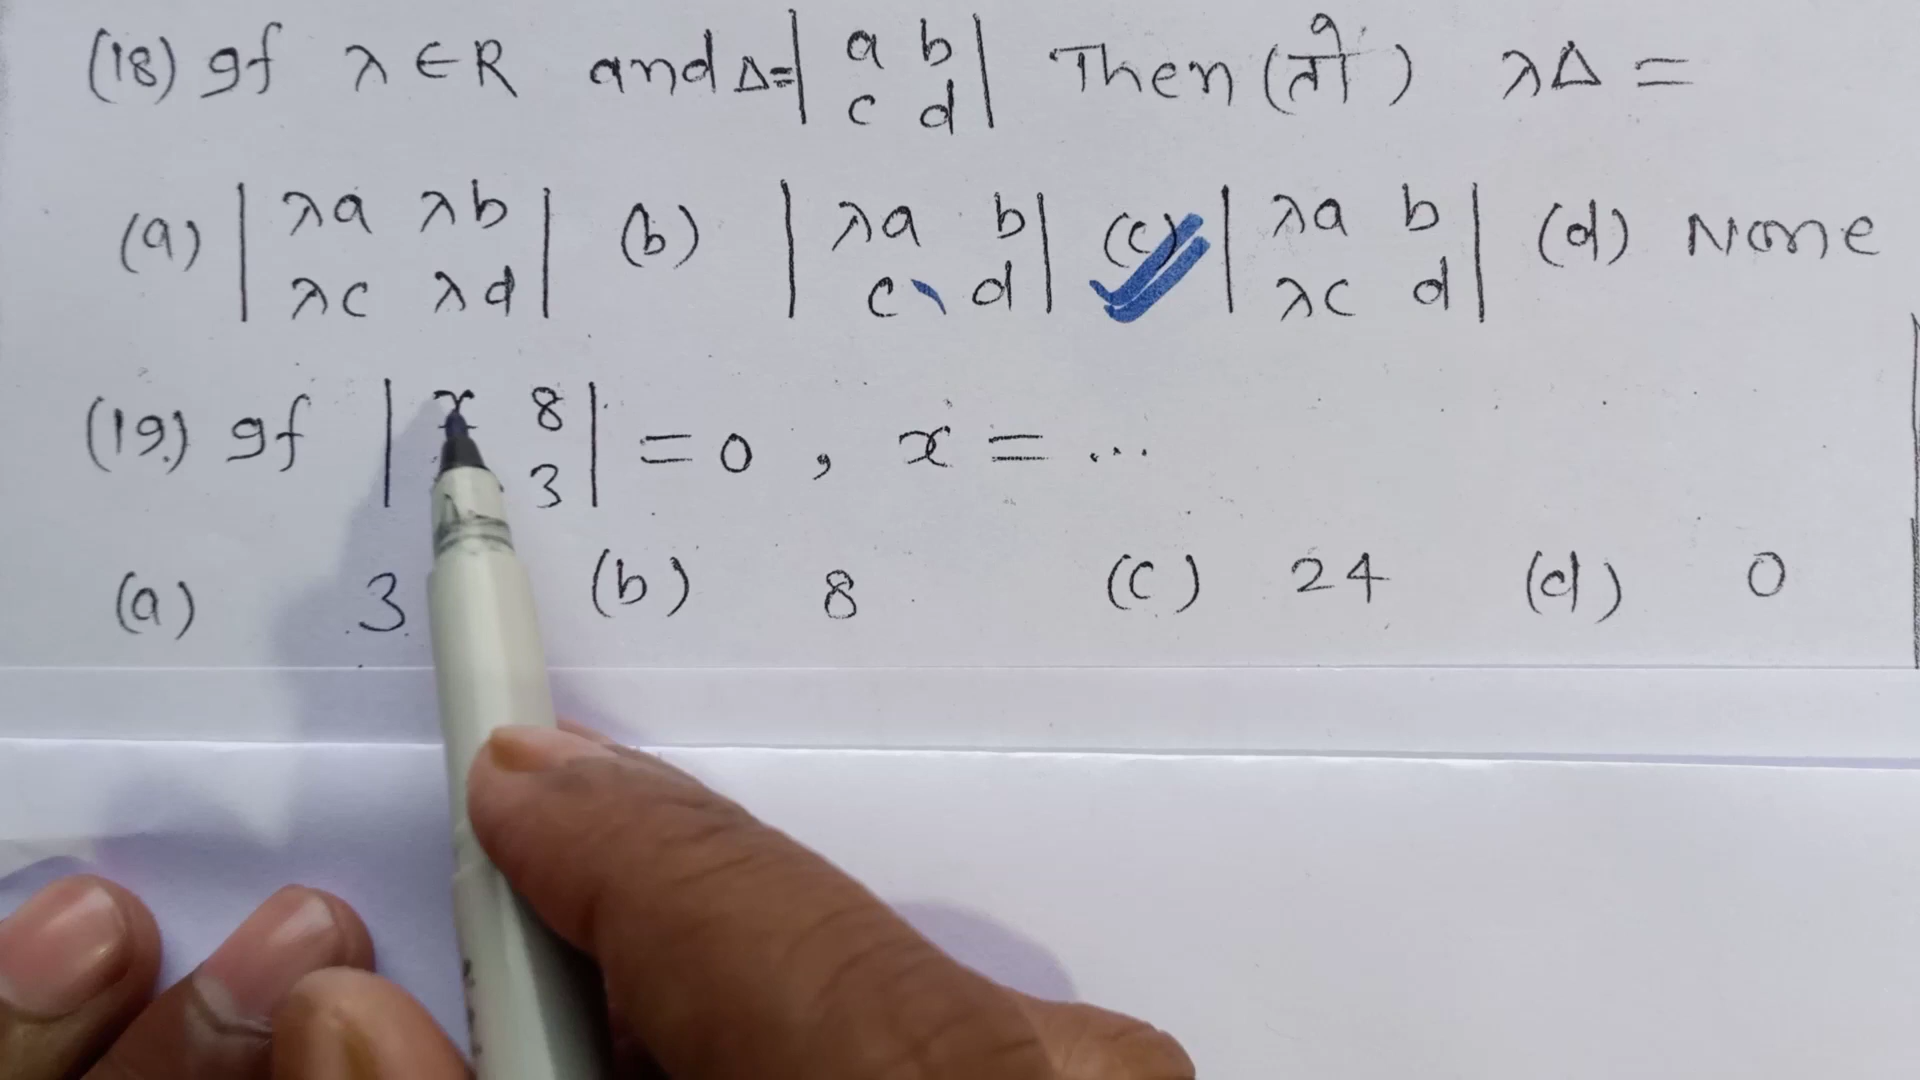 (18) If λ ∈ R and Δ = | a b | Then (तो) λΔ =
c d
(a) | λa λb | (b) | λa b | (c) | λa b | (d) None
λc λd c d λc d
(19) If | x 8 | = 0 , x = ...
3
(a) 3 (b) 8 (c) 24 (d) 0